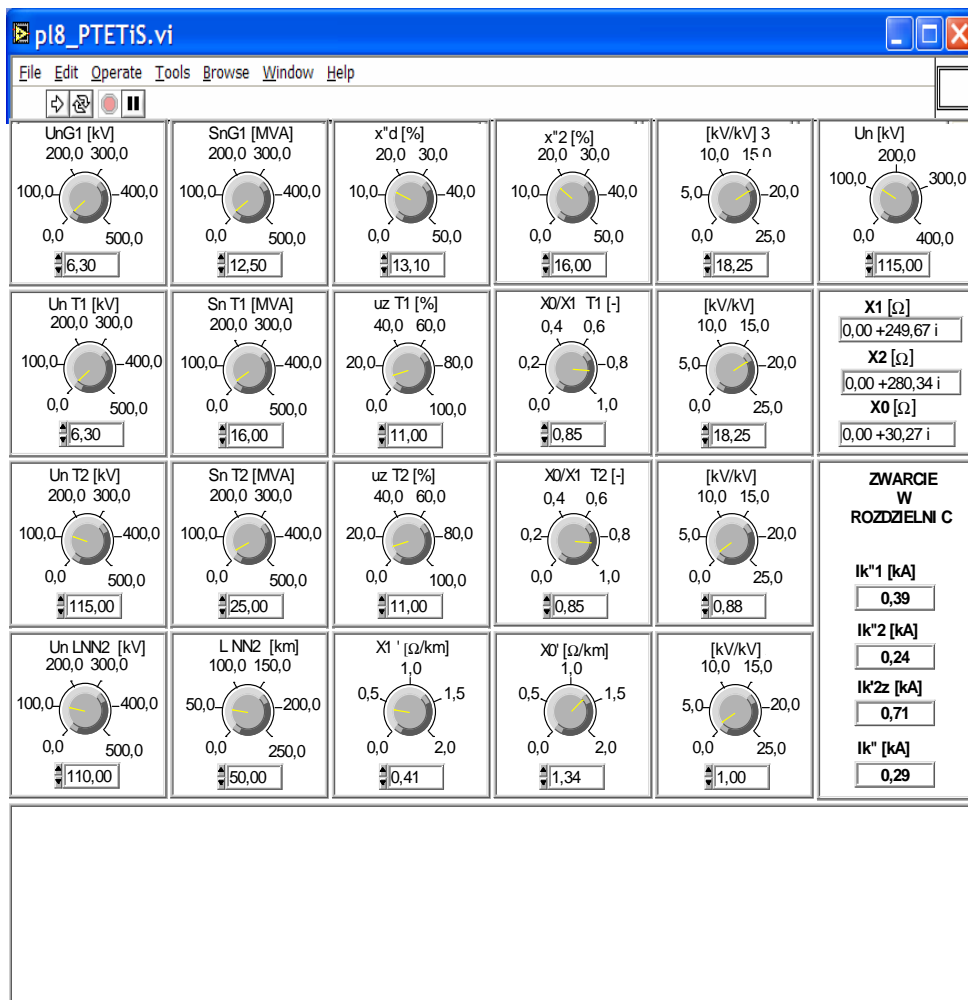 pl8_PTETiS.vi
File Edit Operate Tools Browse Window Help
UnG1 [kV]
200,0 300,0
100,0 400,0
0,0 500,0
6,30
SnG1 [MVA]
200,0 300,0
100,0 400,0
0,0 500,0
12,50
x"d [%]
20,0 30,0
10,0 40,0
0,0 50,0
13,10
x"2 [%]
20,0 30,0
10,0 40,0
0,0 50,0
16,00
[kV/kV] 3
10,0 15,0
5,0 20,0
0,0 25,0
18,25
Un [kV]
200,0
100,0 300,0
0,0 400,0
115,00
Un T1 [kV]
200,0 300,0
100,0 400,0
0,0 500,0
6,30
Sn T1 [MVA]
200,0 300,0
100,0 400,0
0,0 500,0
16,00
uz T1 [%]
40,0 60,0
20,0 80,0
0,0 100,0
11,00
X0/X1 T1 [-]
0,4 0,6
0,2 0,8
0,0 1,0
0,85
[kV/kV]
10,0 15,0
5,0 20,0
0,0 25,0
18,25
X1 [Ω]
0,00 +249,67 i
X2 [Ω]
0,00 +280,34 i
X0 [Ω]
0,00 +30,27 i
Un T2 [kV]
200,0 300,0
100,0 400,0
0,0 500,0
115,00
Sn T2 [MVA]
200,0 300,0
100,0 400,0
0,0 500,0
25,00
uz T2 [%]
40,0 60,0
20,0 80,0
0,0 100,0
11,00
X0/X1 T2 [-]
0,4 0,6
0,2 0,8
0,0 1,0
0,85
[kV/kV]
10,0 15,0
5,0 20,0
0,0 25,0
0,88
ZWARCIE
W
ROZDZIELNI C
Ik"1 [kA]
0,39
Ik"2 [kA]
0,24
Ik'2z [kA]
0,71
Ik" [kA]
0,29
Un LNN2 [kV]
200,0 300,0
100,0 400,0
0,0 500,0
110,00
L NN2 [km]
100,0 150,0
50,0 200,0
0,0 250,0
50,00
X1 ' [Ω/km]
1,0
0,5 1,5
0,0 2,0
0,41
X0' [Ω/km]
1,0
0,5 1,5
0,0 2,0
1,34
[kV/kV]
10,0 15,0
5,0 20,0
0,0 25,0
1,00